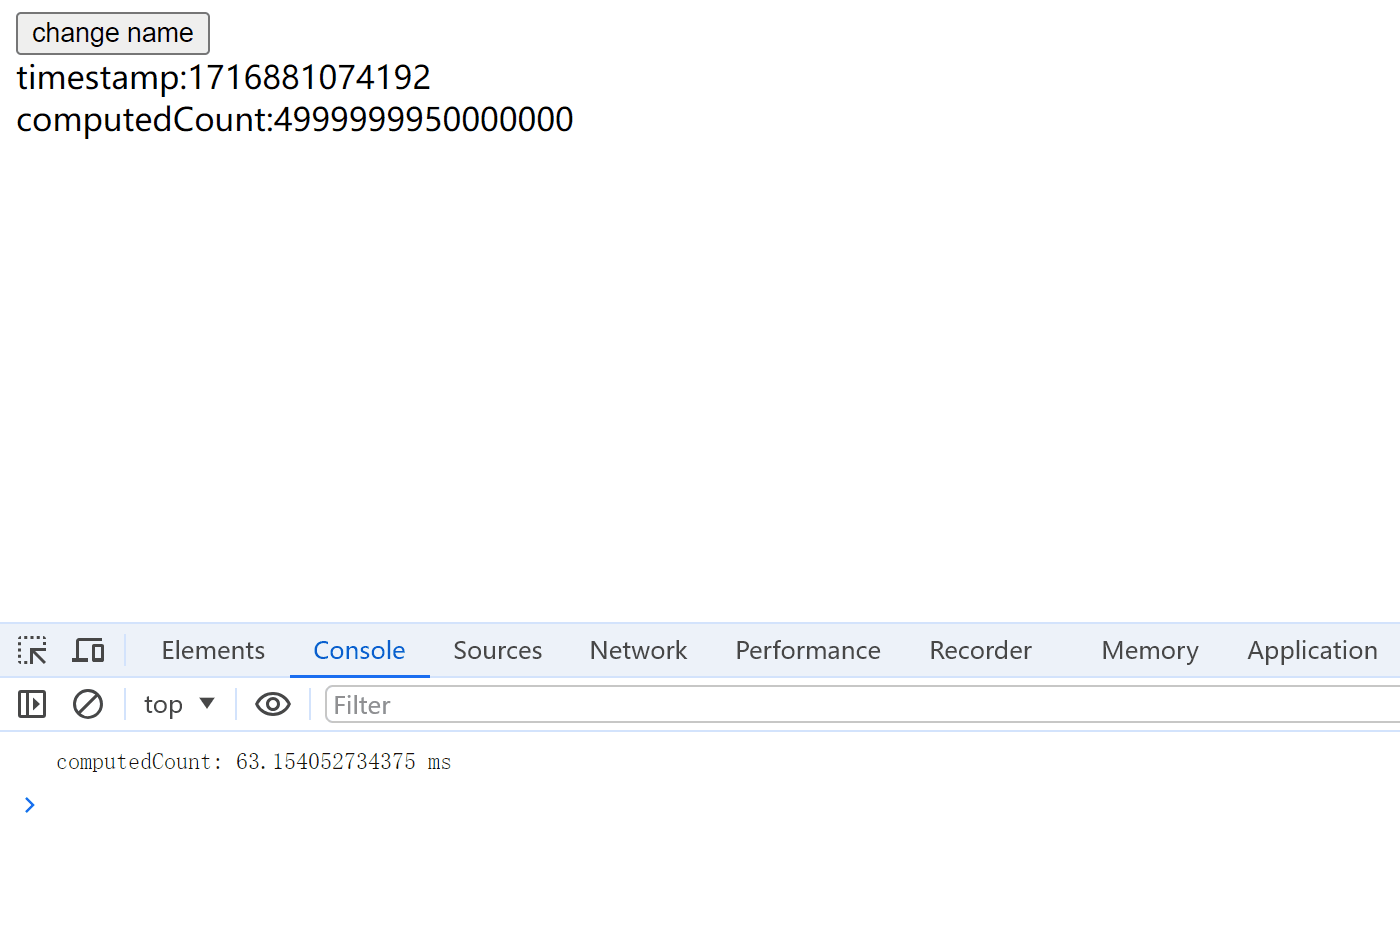 change name
timestamp:1716881074192
computedCount:4999999950000000
Elements Console Sources Network Performance Recorder Memory Application
top Filter
computedCount: 63.154052734375 ms